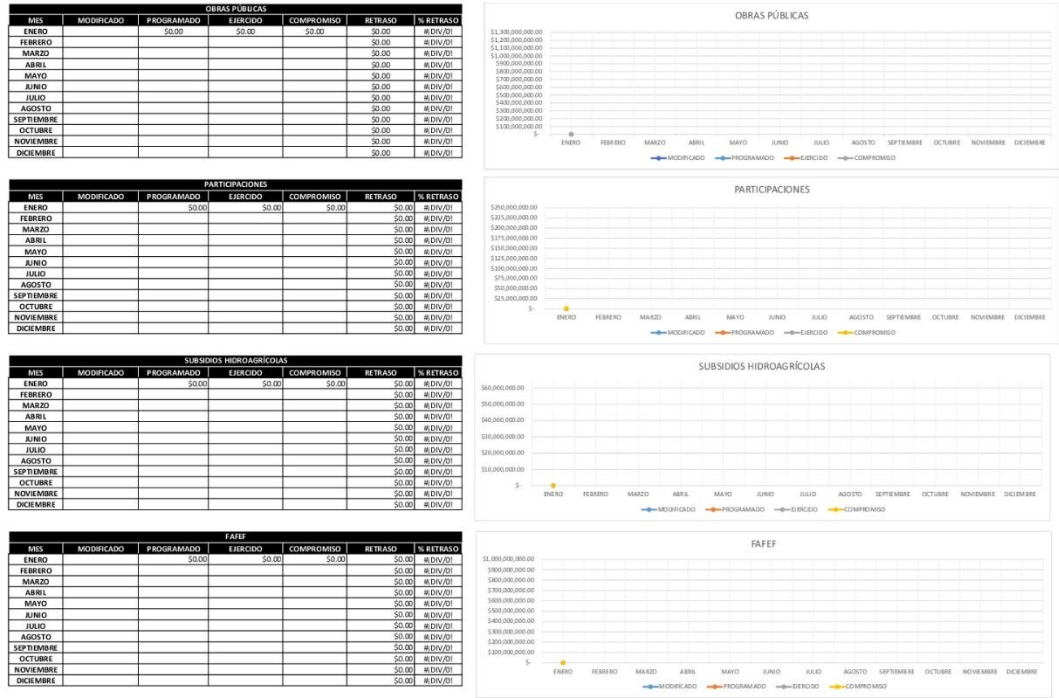 OBRAS PÚBLICAS
MES MODIFICADO PROGRAMADO EJERCIDO COMPROMISO RETRASO % RETRASO
ENERO $0.00 $0.00 $0.00 $0.00 #¡DIV/0!
FEBRERO $0.00 #¡DIV/0!
MARZO $0.00 #¡DIV/0!
ABRIL $0.00 #¡DIV/0!
MAYO $0.00 #¡DIV/0!
JUNIO $0.00 #¡DIV/0!
JULIO $0.00 #¡DIV/0!
AGOSTO $0.00 #¡DIV/0!
SEPTIEMBRE $0.00 #¡DIV/0!
OCTUBRE $0.00 #¡DIV/0!
NOVIEMBRE $0.00 #¡DIV/0!
DICIEMBRE $0.00 #¡DIV/0!
OBRAS PÚBLICAS
$1,300,000,000.00
$1,200,000,000.00
$1,100,000,000.00
$1,000,000,000.00
$900,000,000.00
$800,000,000.00
$700,000,000.00
$600,000,000.00
$500,000,000.00
$400,000,000.00
$300,000,000.00
$200,000,000.00
$100,000,000.00
$-
ENERO FEBRERO MARZO ABRIL MAYO JUNIO JULIO AGOSTO SEPTIEMBRE OCTUBRE NOVIEMBRE DICIEMBRE
MODIFICADO PROGRAMADO EJERCIDO COMPROMISO
PARTICIPACIONES
MES MODIFICADO PROGRAMADO EJERCIDO COMPROMISO RETRASO % RETRASO
ENERO $0.00 $0.00 $0.00 $0.00 #¡DIV/0!
FEBRERO $0.00 #¡DIV/0!
MARZO $0.00 #¡DIV/0!
ABRIL $0.00 #¡DIV/0!
MAYO $0.00 #¡DIV/0!
JUNIO $0.00 #¡DIV/0!
JULIO $0.00 #¡DIV/0!
AGOSTO $0.00 #¡DIV/0!
SEPTIEMBRE $0.00 #¡DIV/0!
OCTUBRE $0.00 #¡DIV/0!
NOVIEMBRE $0.00 #¡DIV/0!
DICIEMBRE $0.00 #¡DIV/0!
PARTICIPACIONES
$250,000,000.00
$225,000,000.00
$200,000,000.00
$175,000,000.00
$150,000,000.00
$125,000,000.00
$100,000,000.00
$75,000,000.00
$50,000,000.00
$25,000,000.00
$-
ENERO FEBRERO MARZO ABRIL MAYO JUNIO JULIO AGOSTO SEPTIEMBRE OCTUBRE NOVIEMBRE DICIEMBRE
MODIFICADO PROGRAMADO EJERCIDO COMPROMISO
SUBSIDIOS HIDROAGRÍCOLAS
MES MODIFICADO PROGRAMADO EJERCIDO COMPROMISO RETRASO % RETRASO
ENERO $0.00 $0.00 $0.00 $0.00 #¡DIV/0!
FEBRERO $0.00 #¡DIV/0!
MARZO $0.00 #¡DIV/0!
ABRIL $0.00 #¡DIV/0!
MAYO $0.00 #¡DIV/0!
JUNIO $0.00 #¡DIV/0!
JULIO $0.00 #¡DIV/0!
AGOSTO $0.00 #¡DIV/0!
SEPTIEMBRE $0.00 #¡DIV/0!
OCTUBRE $0.00 #¡DIV/0!
NOVIEMBRE $0.00 #¡DIV/0!
DICIEMBRE $0.00 #¡DIV/0!
SUBSIDIOS HIDROAGRÍCOLAS
$60,000,000.00
$50,000,000.00
$40,000,000.00
$30,000,000.00
$20,000,000.00
$10,000,000.00
$-
ENERO FEBRERO MARZO ABRIL MAYO JUNIO JULIO AGOSTO SEPTIEMBRE OCTUBRE NOVIEMBRE DICIEMBRE
MODIFICADO PROGRAMADO EJERCIDO COMPROMISO
FAFEF
MES MODIFICADO PROGRAMADO EJERCIDO COMPROMISO RETRASO % RETRASO
ENERO $0.00 $0.00 $0.00 $0.00 #¡DIV/0!
FEBRERO $0.00 #¡DIV/0!
MARZO $0.00 #¡DIV/0!
ABRIL $0.00 #¡DIV/0!
MAYO $0.00 #¡DIV/0!
JUNIO $0.00 #¡DIV/0!
JULIO $0.00 #¡DIV/0!
AGOSTO $0.00 #¡DIV/0!
SEPTIEMBRE $0.00 #¡DIV/0!
OCTUBRE $0.00 #¡DIV/0!
NOVIEMBRE $0.00 #¡DIV/0!
DICIEMBRE $0.00 #¡DIV/0!
FAFEF
$1,000,000,000.00
$900,000,000.00
$800,000,000.00
$700,000,000.00
$600,000,000.00
$500,000,000.00
$400,000,000.00
$300,000,000.00
$200,000,000.00
$100,000,000.00
$-
ENERO FEBRERO MARZO ABRIL MAYO JUNIO JULIO AGOSTO SEPTIEMBRE OCTUBRE NOVIEMBRE DICIEMBRE
MODIFICADO PROGRAMADO EJERCIDO COMPROMISO